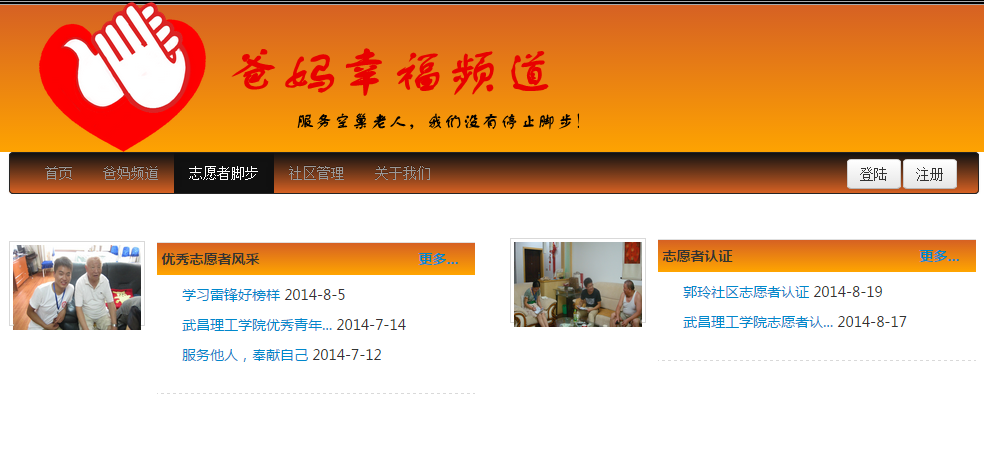 爸妈幸福频道
服务空巢老人，我们没有停止脚步！
首页 爸妈频道 志愿者脚步 社区管理 关于我们 登陆 注册
优秀志愿者风采 更多...
学习雷锋好榜样 2014-8-5
武昌理工学院优秀青年... 2014-7-14
服务他人，奉献自己 2014-7-12
志愿者认证 更多...
郭玲社区志愿者认证 2014-8-19
武昌理工学院志愿者认... 2014-8-17